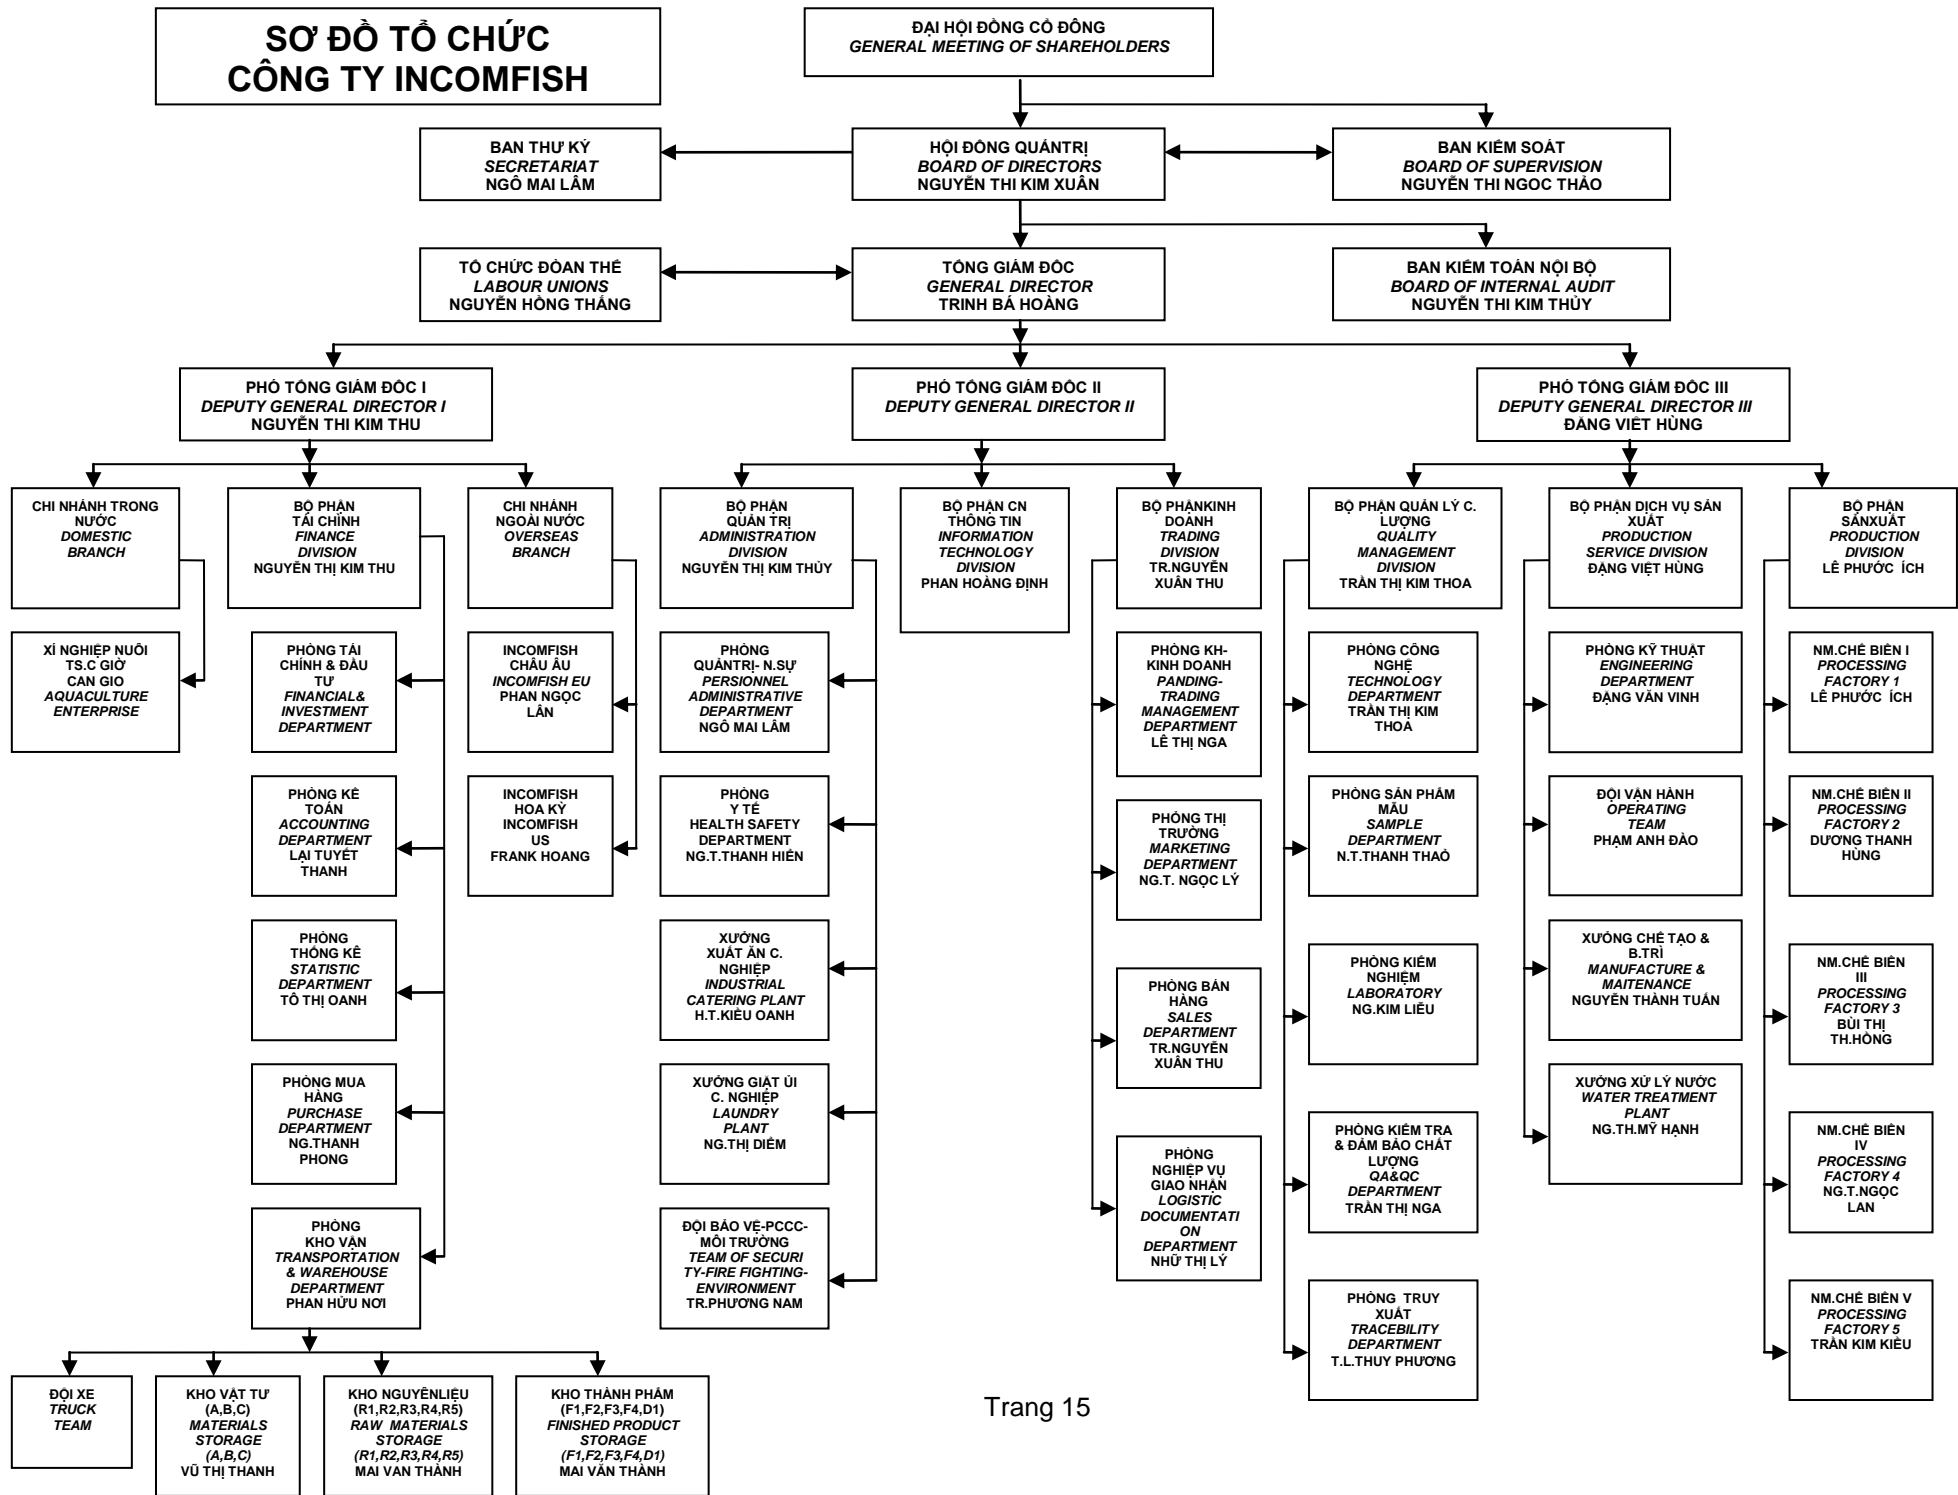 SƠ ĐỒ TỔ CHỨC
CÔNG TY INCOMFISH
ĐẠI HỘI ĐỒNG CỔ ĐÔNG
GENERAL MEETING OF SHAREHOLDERS
BAN THƯ KÝ
SECRETARIAT
NGÔ MAI LÂM
HỘI ĐỒNG QUẢNTRỊ
BOARD OF DIRECTORS
NGUYỄN THI KIM XUÂN
BAN KIỂM SOÁT
BOARD OF SUPERVISION
NGUYỄN THI NGOC THẢO
TỔ CHỨC ĐÒAN THỂ
LABOUR UNIONS
NGUYỄN HỒNG THẮNG
TỔNG GIÁM ĐỐC
GENERAL DIRECTOR
TRINH BÁ HOÀNG
BAN KIỂM TOÁN NỘI BỘ
BOARD OF INTERNAL AUDIT
NGUYỄN THI KIM THỦY
PHÓ TỔNG GIÁM ĐỐC I
DEPUTY GENERAL DIRECTOR I
NGUYỄN THI KIM THU
PHÓ TỔNG GIÁM ĐỐC II
DEPUTY GENERAL DIRECTOR II
PHÓ TỔNG GIÁM ĐỐC III
DEPUTY GENERAL DIRECTOR III
ĐẶNG VIẾT HÙNG
CHI NHÁNH TRONG
NƯỚC
DOMESTIC
BRANCH
BỘ PHẬN
TÀI CHÍNH
FINANCE
DIVISION
NGUYỄN THỊ KIM THU
CHI NHÁNH
NGOÀI NƯỚC
OVERSEAS
BRANCH
BỘ PHẬN
QUẢN TRỊ
ADMINISTRATION
DIVISION
NGUYỄN THỊ KIM THỦY
BỘ PHẬN CN
THÔNG TIN
INFORMATION
TECHNOLOGY
DIVISION
PHAN HOÀNG ĐỊNH
BỘ PHẬNKINH
DOANH
TRADING
DIVISION
TR.NGUYỄN
XUÂN THU
BỘ PHẬN QUẢN LÝ C.
LƯỢNG
QUALITY
MANAGEMENT
DIVISION
TRẦN THỊ KIM THOA
BỘ PHẬN DỊCH VỤ SẢN
XUẤT
PRODUCTION
SERVICE DIVISION
ĐẶNG VIỆT HÙNG
BỘ PHẬN
SẢNXUẤT
PRODUCTION
DIVISION
LÊ PHƯỚC  ÍCH
XÍ NGHIỆP NUÔI
TS.C GIỜ
CAN GIO
AQUACULTURE
ENTERPRISE
PHÒNG TÀI
CHÍNH & ĐẦU
TƯ
FINANCIAL&
INVESTMENT
DEPARTMENT
INCOMFISH
CHÂU ÂU
INCOMFISH EU
PHAN NGỌC
LÂN
PHÒNG
QUẢNTRỊ- N.SỰ
PERSIONNEL
ADMINISTRATIVE
DEPARTMENT
NGÔ MAI LÂM
PHÒNG KH-
KINH DOANH
PANDING-
TRADING
MANAGEMENT
DEPARTMENT
LÊ THỊ NGA
PHÒNG CÔNG
NGHỆ
TECHNOLOGY
DEPARTMENT
TRẦN THỊ KIM
THOA
PHÒNG KỸ THUẬT
ENGINEERING
DEPARTMENT
ĐẶNG VĂN VINH
NM.CHẾ BIẾN I
PROCESSING
FACTORY 1
LÊ PHƯỚC  ÍCH
PHÒNG KẾ
TOÁN
ACCOUNTING
DEPARTMENT
LẠI TUYẾT
THANH
INCOMFISH
HOA KỲ
INCOMFISH
US
FRANK HOANG
PHÒNG
Y TẾ
HEALTH SAFETY
DEPARTMENT
NG.T.THANH HIỀN
PHÒNG THỊ
TRƯỜNG
MARKETING
DEPARTMENT
NG.T. NGỌC LÝ
PHÒNG SẢN PHẨM
MẪU
SAMPLE
DEPARTMENT
N.T.THANH THAỎ
ĐỘI VẬN HÀNH
OPERATING
TEAM
PHẠM ANH ĐÀO
NM.CHẾ BIẾN II
PROCESSING
FACTORY 2
DƯƠNG THANH
HÙNG
PHÒNG
THỐNG KÊ
STATISTIC
DEPARTMENT
TÔ THỊ OANH
XƯỞNG
XUẤT ĂN C.
NGHIỆP
INDUSTRIAL
CATERING PLANT
H.T.KIỀU OANH
PHÒNG BÁN
HÀNG
SALES
DEPARTMENT
TR.NGUYỄN
XUÂN THU
PHÒNG KIỂM
NGHIỆM
LABORATORY
NG.KIM LIỄU
XƯỞNG CHẾ TẠO &
B.TRÌ
MANUFACTURE &
MAITENANCE
NGUYỄN THÀNH TUẤN
NM.CHẾ BIẾN
III
PROCESSING
FACTORY 3
BÙI THỊ
TH.HỒNG
PHÒNG MUA
HÀNG
PURCHASE
DEPARTMENT
NG.THANH
PHONG
XƯỞNG GIẶT ỦI
C. NGHIỆP
LAUNDRY
PLANT
NG.THỊ DIỄM
PHÒNG
NGHIỆP VỤ
GIAO NHẬN
LOGISTIC
DOCUMENTATI
ON
DEPARTMENT
NHỮ THỊ LÝ
PHÒNG KIỂM TRA
& ĐẢM BẢO CHẤT
LƯỢNG
QA&QC
DEPARTMENT
TRẦN THỊ NGA
XƯỞNG XỬ LÝ NƯỚC
WATER TREATMENT
PLANT
NG.TH.MỸ HẠNH
NM.CHẾ BIẾN
IV
PROCESSING
FACTORY 4
NG.T.NGỌC
LAN
PHÒNG
KHO VẬN
TRANSPORTATION
& WAREHOUSE
DEPARTMENT
PHAN HỮU NƠI
ĐỘI BẢO VỆ-PCCC-
MÔI TRƯỜNG
TEAM OF SECURI
TY-FIRE FIGHTING-
ENVIRONMENT
TR.PHƯƠNG NAM
PHÒNG  TRUY
XUẤT
TRACEBILITY
DEPARTMENT
T.L.THUY PHƯƠNG
NM.CHẾ BIẾN V
PROCESSING
FACTORY 5
TRẦN KIM KIỀU
ĐỘI XE
TRUCK
TEAM
KHO VẬT TƯ
(A,B,C)
MATERIALS
STORAGE
(A,B,C)
VŨ THỊ THANH
KHO NGUYÊNLIỆU
(R1,R2,R3,R4,R5)
RAW  MATERIALS
STORAGE
(R1,R2,R3,R4,R5)
MAI VAN THÀNH
KHO THÀNH PHẨM
(F1,F2,F3,F4,D1)
FINISHED PRODUCT
STORAGE
(F1,F2,F3,F4,D1)
MAI VĂN THÀNH
Trang 15